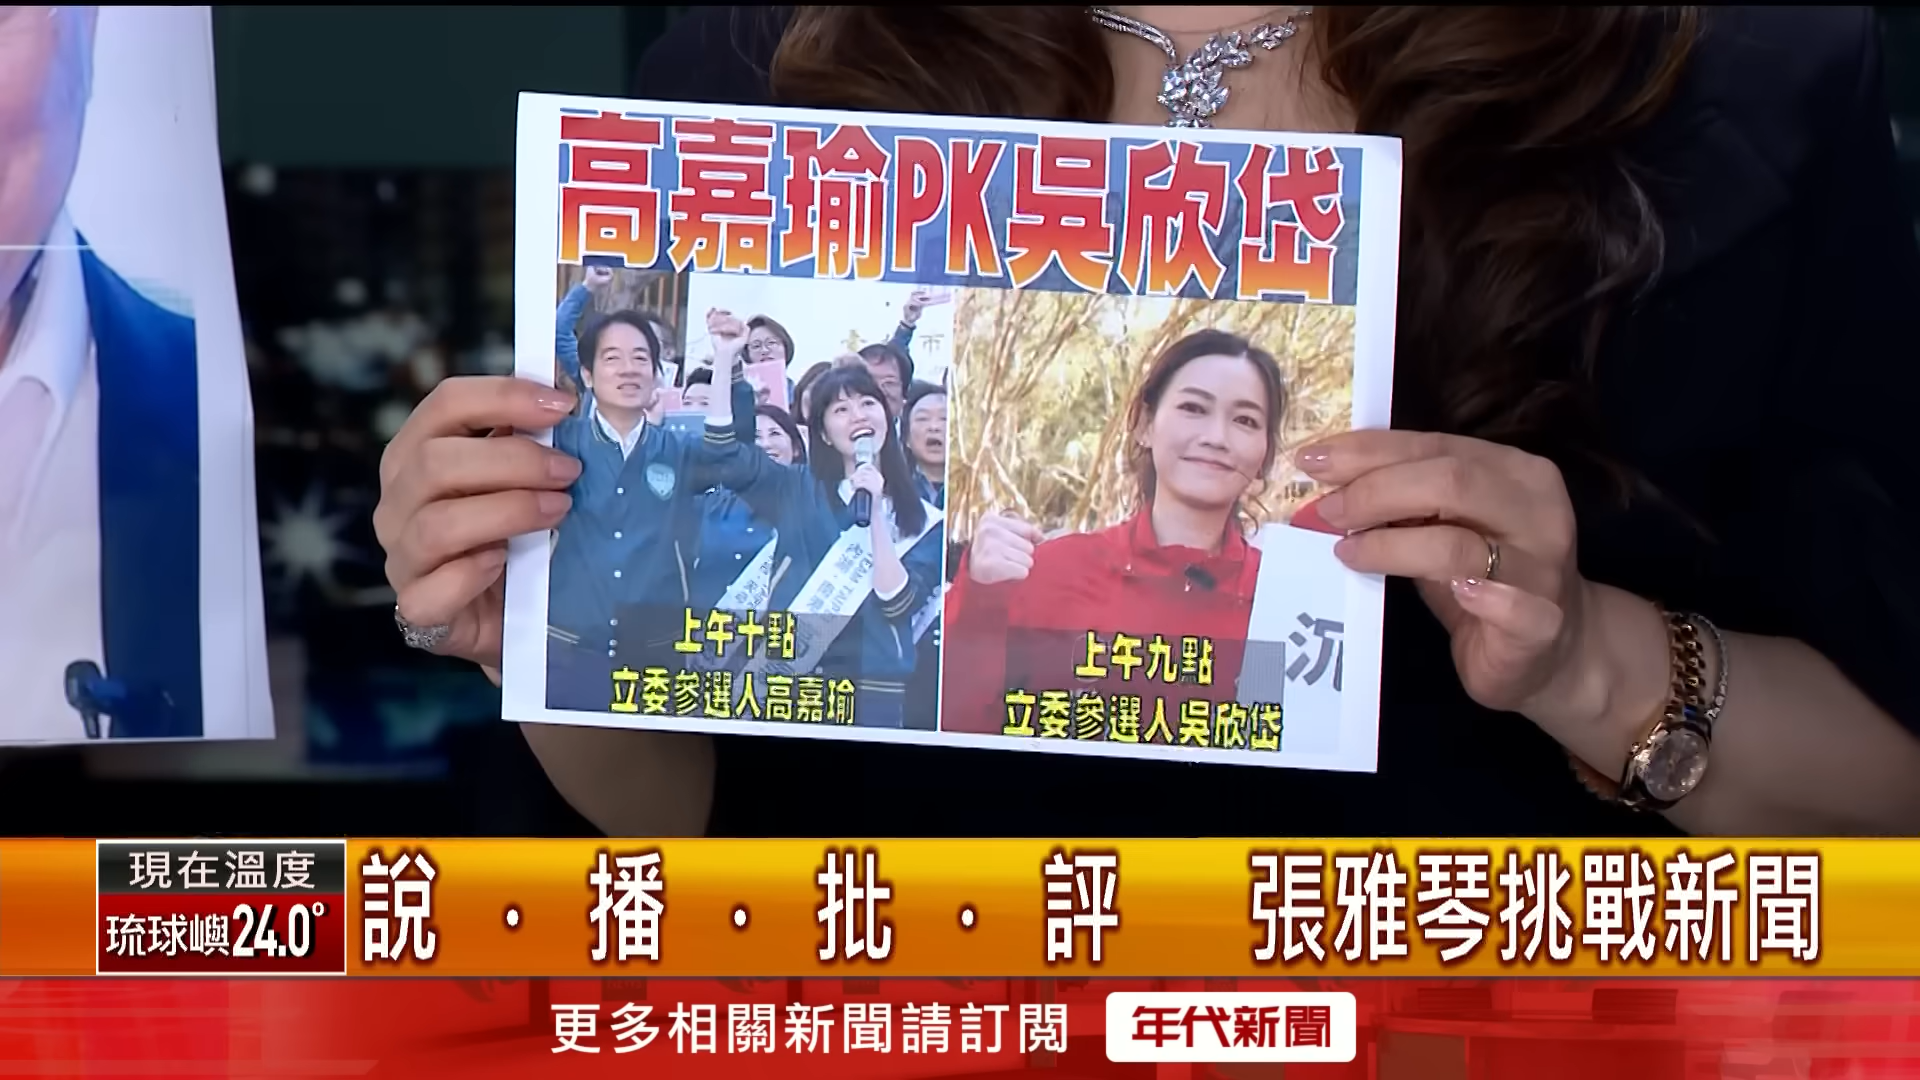 高嘉瑜PK吳欣岱
上午十點
立委參選人高嘉瑜
上午九點
立委參選人吳欣岱
沉
現在溫度
琉球嶼24.0°
說・播・批・評 張雅琴挑戰新聞
更多相關新聞請訂閱 年代新聞